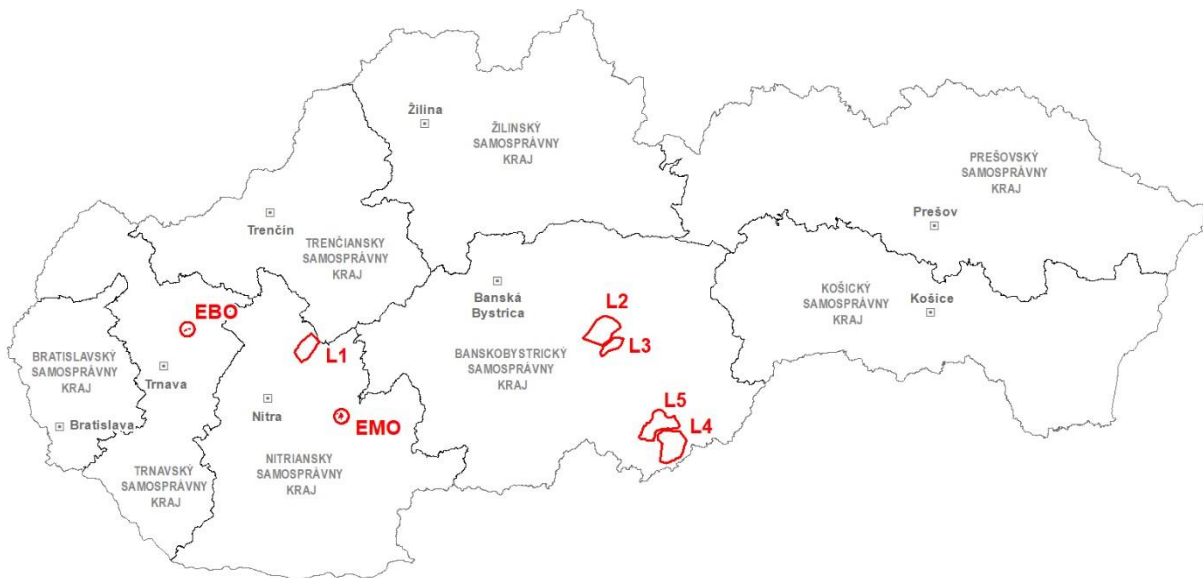 Žilina
ŽILINSKÝ
SAMOSPRÁVNY
KRAJ
PREŠOVSKÝ
SAMOSPRÁVNY
KRAJ
Prešov
Trenčín
TRENČIANSKY
SAMOSPRÁVNY
KRAJ
Banská
Bystrica
KOŠICKÝ
SAMOSPRÁVNY
KRAJ
Košice
EBO
L2
L3
L1
BRATISLAVSKÝ
SAMOSPRÁVNY
KRAJ
BANSKOBYSTRICKÝ
SAMOSPRÁVNY
KRAJ
Trnava
Nitra
L5
L4
Bratislava
EMO
TRNAVSKÝ
SAMOSPRÁVNY
KRAJ
NITRIANSKY
SAMOSPRÁVNY
KRAJ